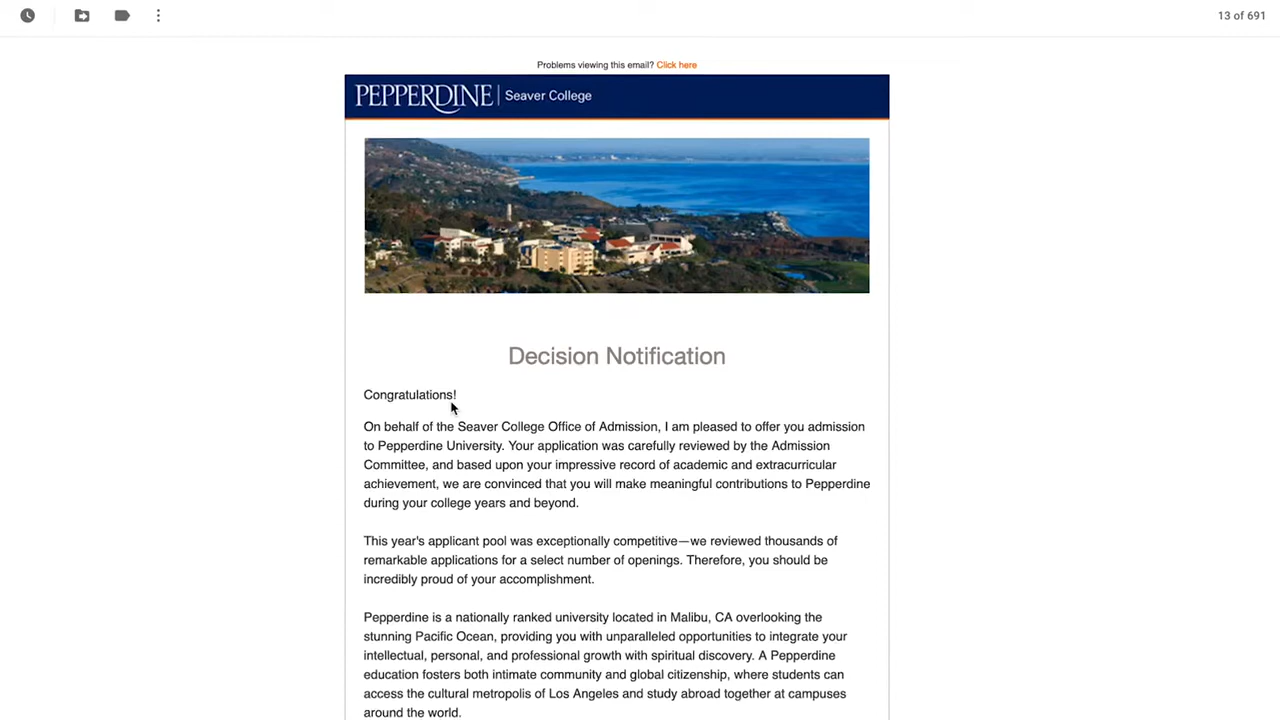 13 of 691
Problems viewing this email? Click here
PEPPERDINE | Seaver College
Decision Notification
Congratulations!
On behalf of the Seaver College Office of Admission, I am pleased to offer you admission
to Pepperdine University. Your application was carefully reviewed by the Admission
Committee, and based upon your impressive record of academic and extracurricular
achievement, we are convinced that you will make meaningful contributions to Pepperdine
during your college years and beyond.
This year's applicant pool was exceptionally competitive—we reviewed thousands of
remarkable applications for a select number of openings. Therefore, you should be
incredibly proud of your accomplishment.
Pepperdine is a nationally ranked university located in Malibu, CA overlooking the
stunning Pacific Ocean, providing you with unparalleled opportunities to integrate your
intellectual, personal, and professional growth with spiritual discovery. A Pepperdine
education fosters both intimate community and global citizenship, where students can
access the cultural metropolis of Los Angeles and study abroad together at campuses
around the world.